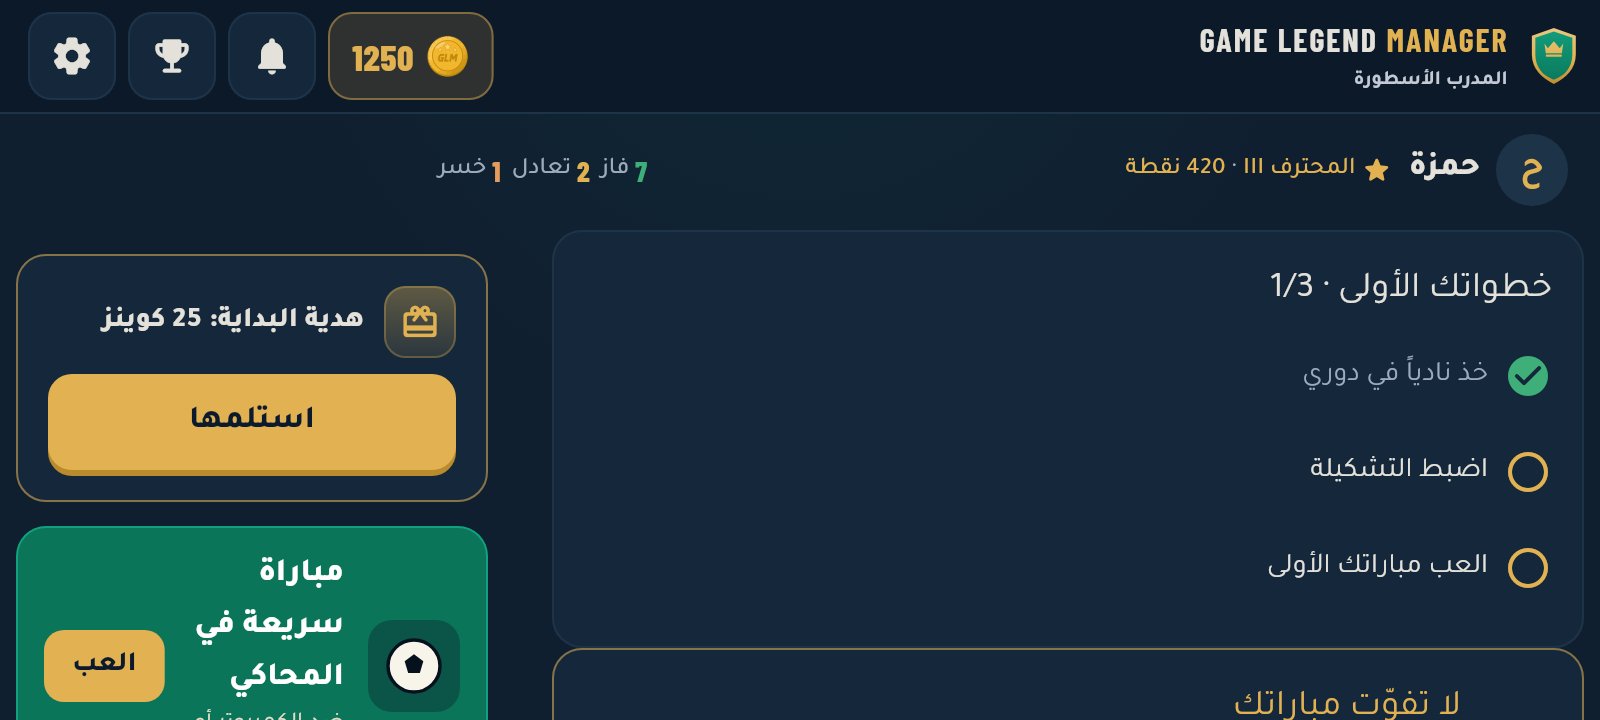 GAME LEGEND MANAGER
المدرب الأسطورة
GLM
1250
ح
حمزة
المحترف III · 420 نقطة
7 فاز 2 تعادل 1 خسر
خطواتك الأولى · 1/3
خذ نادياً في دوري
اضبط التشكيلة
العب مباراتك الأولى
لا تفوّت مباراتك
هدية البداية: 25 كوينز
استلمها
مباراة
سريعة في
المحاكي
العب